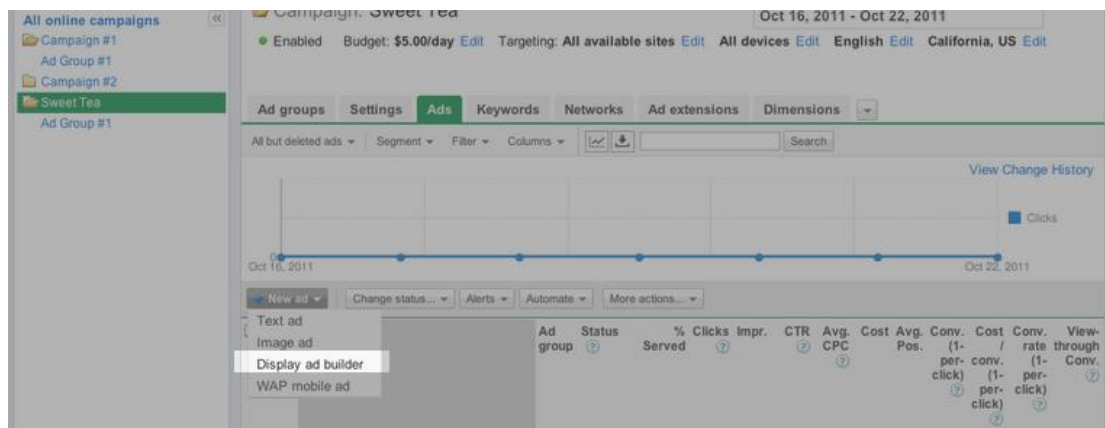 All online campaigns
Campaign #1
Ad Group #1
Campaign #2
Sweet Tea
Ad Group #1
Campaign: Sweet Tea
Oct 16, 2011 - Oct 22, 2011
Enabled Budget: $5.00/day Edit Targeting: All available sites Edit All devices Edit English Edit California, US Edit
Ad groups Settings Ads Keywords Networks Ad extensions Dimensions
All but deleted ads Segment Filter Columns Search
View Change History
Clicks
0
Oct 16, 2011 Oct 22, 2011
New ad Change status... Alerts Automate More actions...
Text ad
Image ad
Display ad builder
WAP mobile ad
Ad group
Status ?
% Served
Clicks ?
Impr.
CTR ?
Avg. CPC ?
Cost
Avg. Pos.
Conv. (1-per-click) ?
Cost / conv. (1-per-click) ?
Conv. rate (1-per-click) ?
View-through Conv. ?